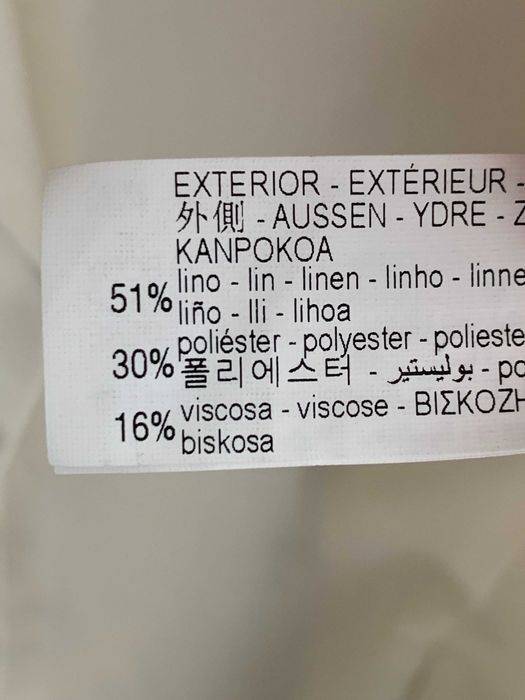 EXTERIOR - EXTÉRIEUR -
外側 - AUSSEN - YDRE - Z
KANPOKOA
51% lino - lin - linen - linho - linne
liño - lli - lihoa
30% poliéster - polyester - polieste
폴리에스터 - بوليستير - po
16% viscosa - viscose - ΒΙΣΚΟΖΗ
biskosa